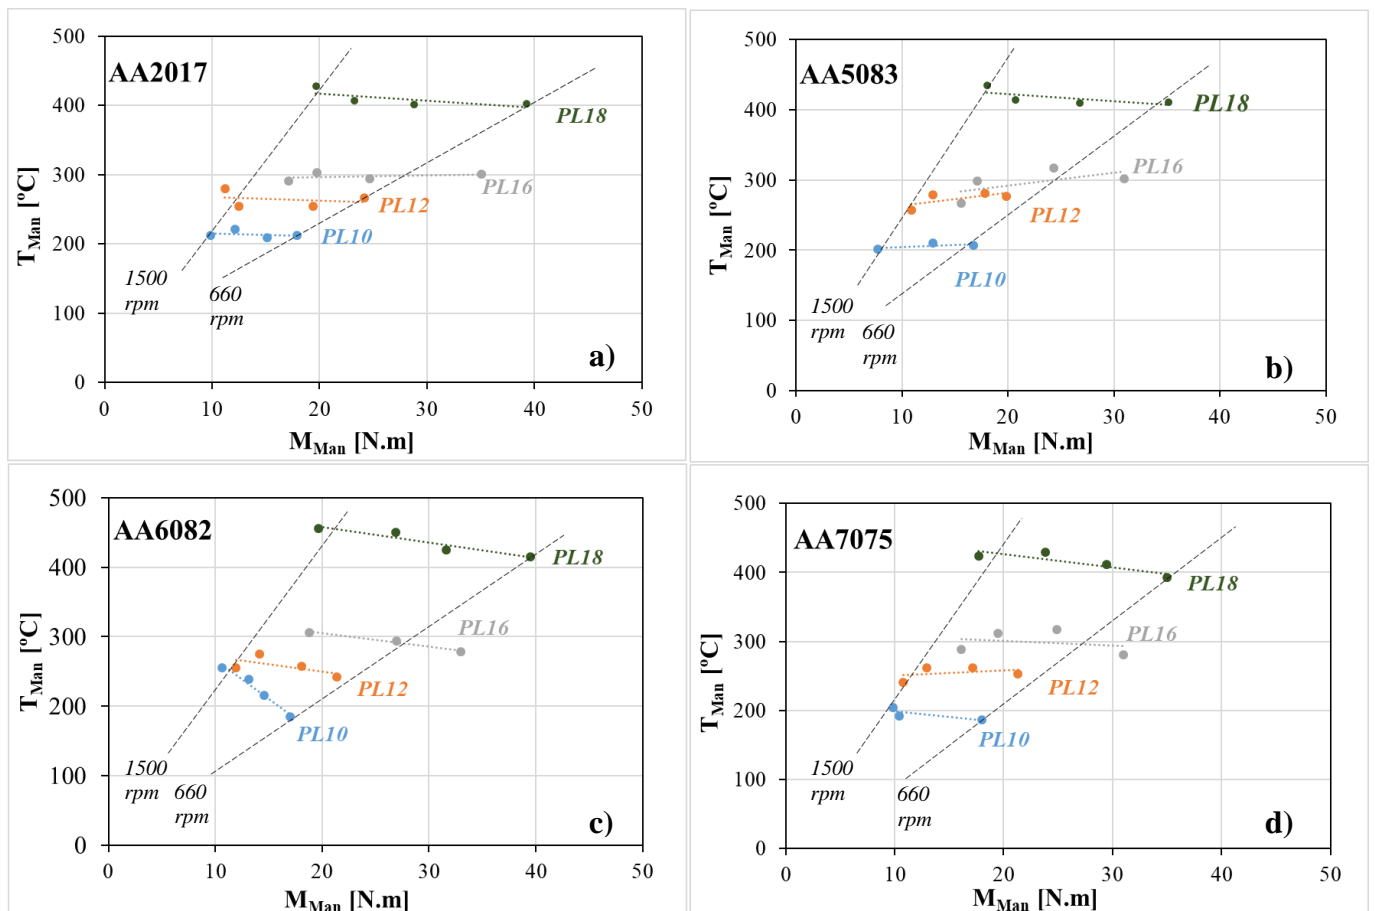 AA2017
500
400
300
200
100
0
T_Man [ºC]
0 10 20 30 40 50
M_Man [N.m]
PL18
PL16
PL12
PL10
1500
rpm
660
rpm
a)
AA5083
500
400
300
200
100
0
T_Man [ºC]
0 10 20 30 40 50
M_Man [N.m]
PL18
PL16
PL12
PL10
1500
rpm
660
rpm
b)
AA6082
500
400
300
200
100
0
T_Man [ºC]
0 10 20 30 40 50
M_Man [N.m]
PL18
PL16
PL12
PL10
1500
rpm
660
rpm
c)
AA7075
500
400
300
200
100
0
T_Man [ºC]
0 10 20 30 40 50
M_Man [N.m]
PL18
PL16
PL12
PL10
1500
rpm
660
rpm
d)